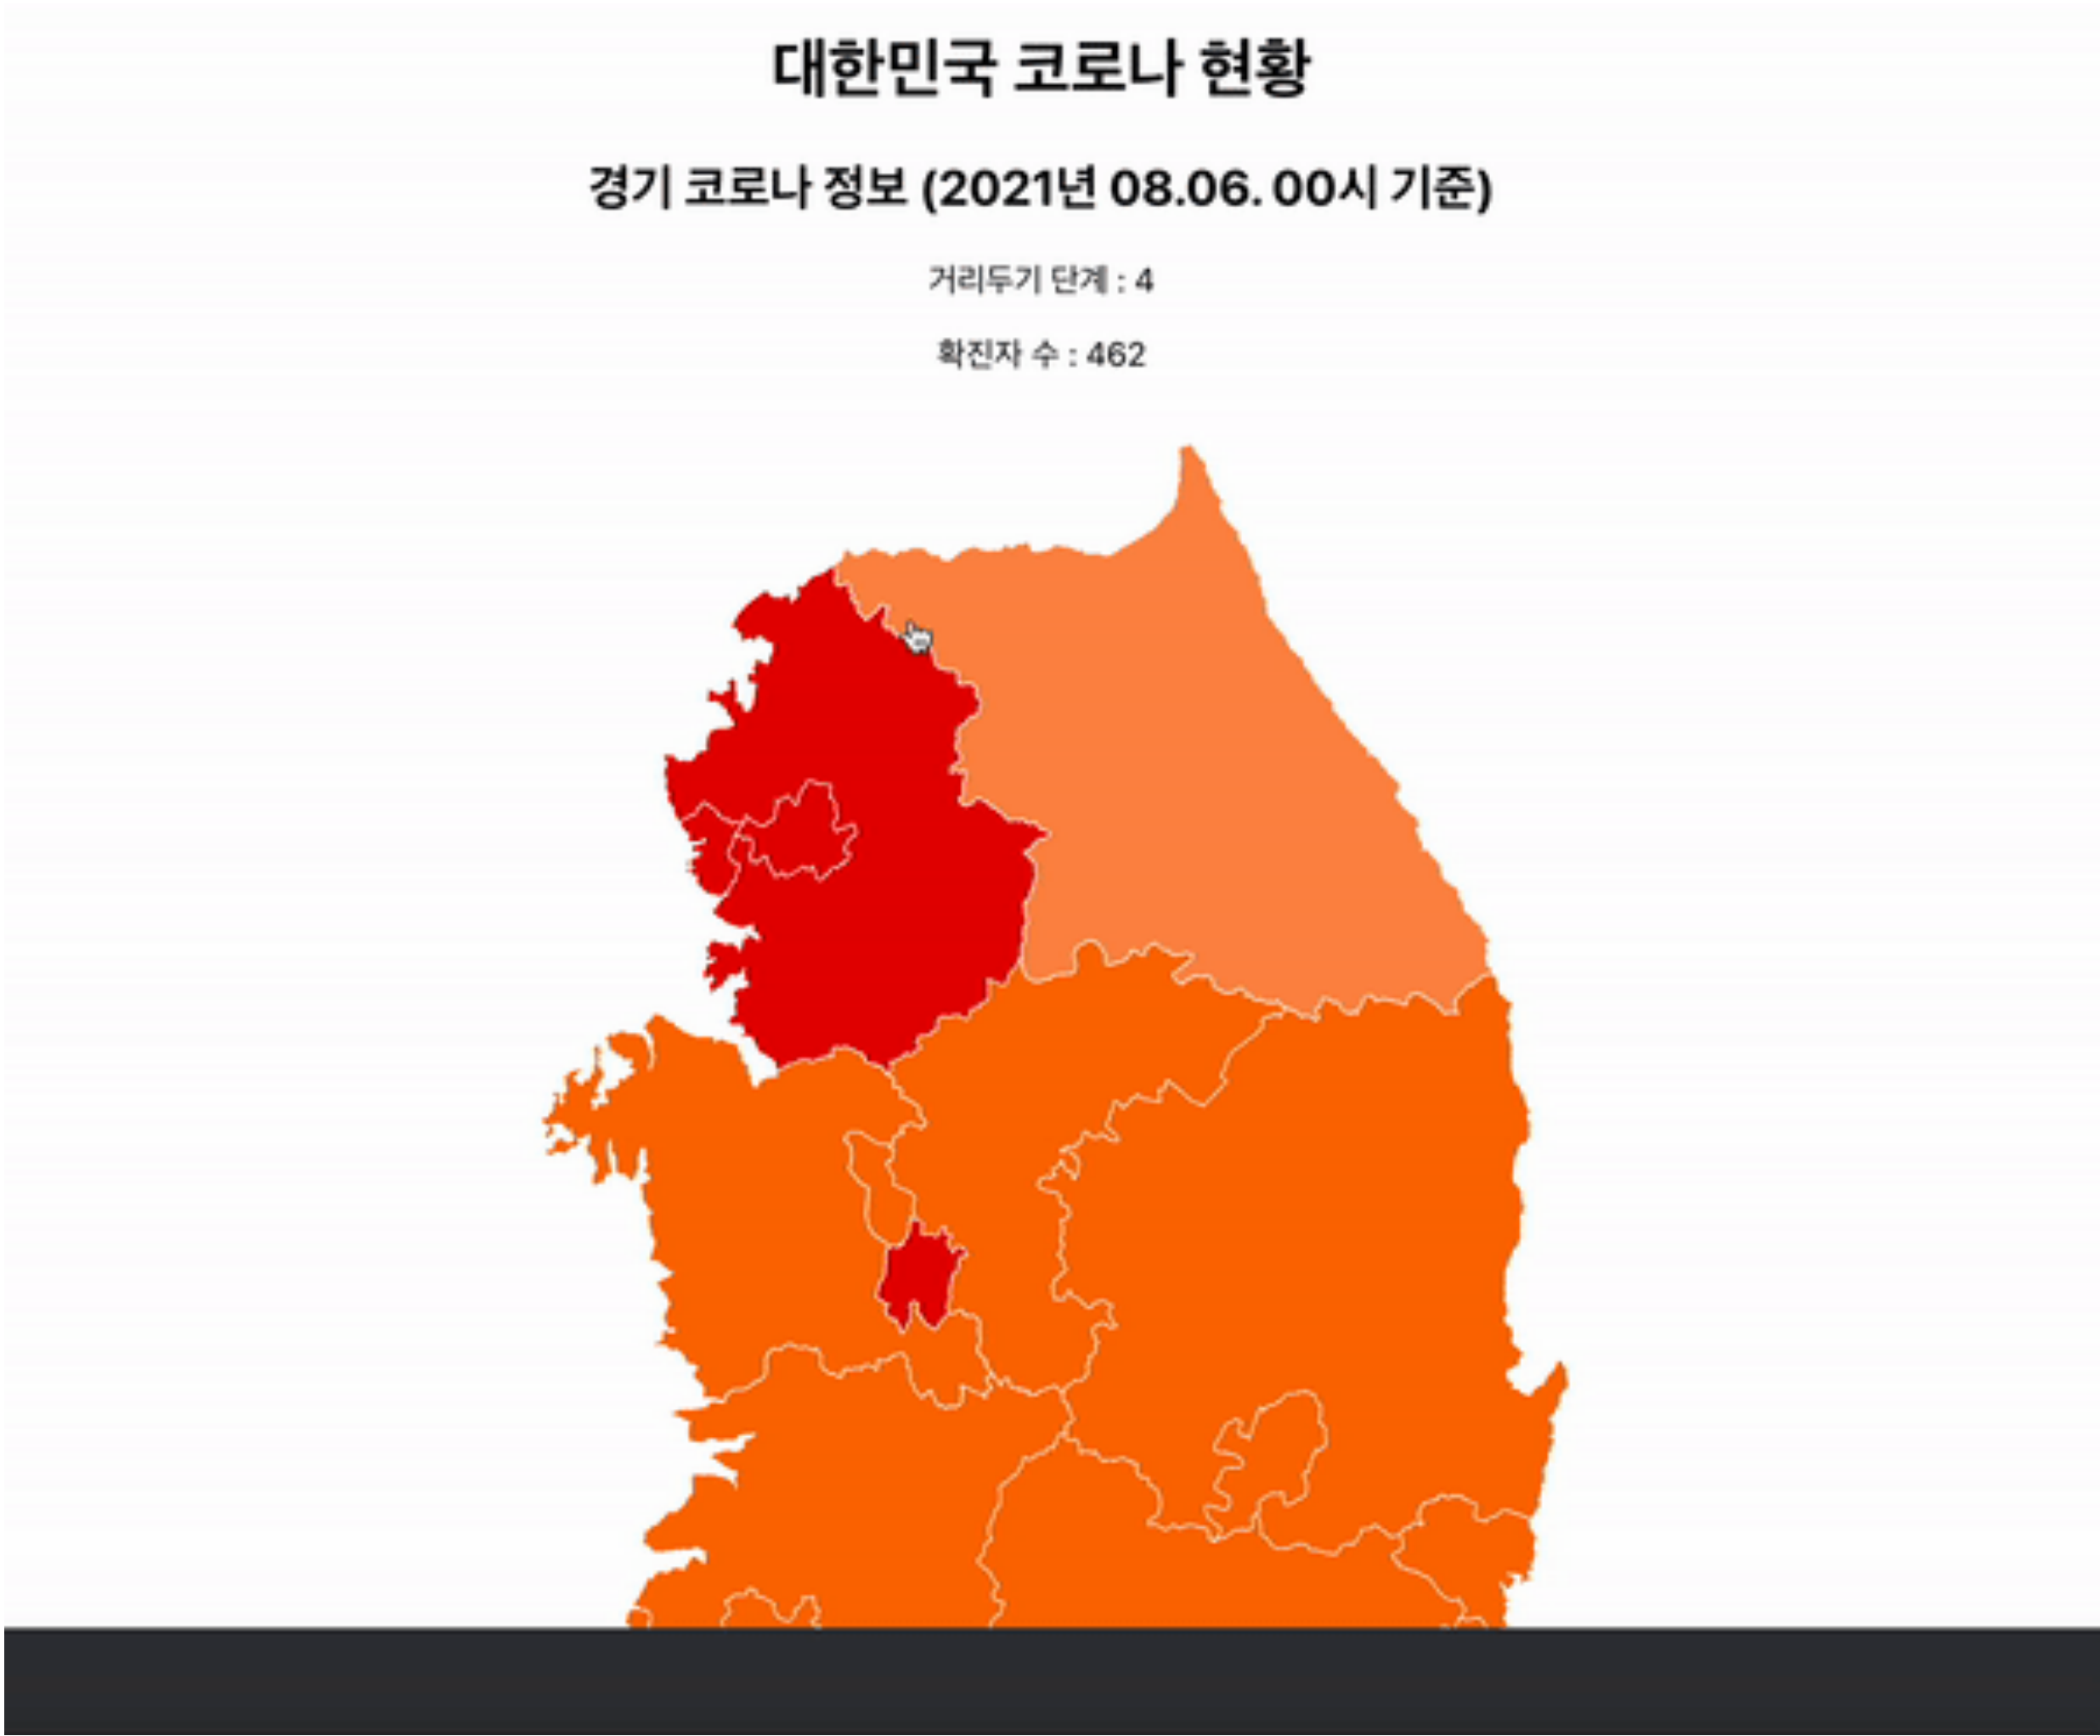 대한민국 코로나 현황
경기 코로나 정보 (2021년 08.06. 00시 기준)
거리두기 단계 : 4
확진자 수 : 462